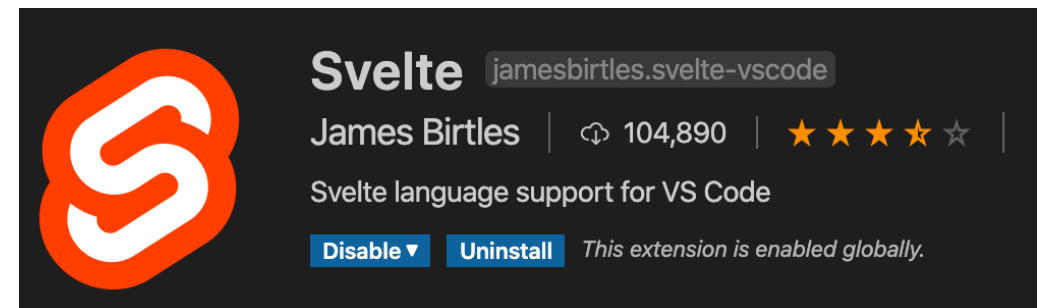 Svelte jamesbirtles.svelte-vscode
James Birtles 104,890
Svelte language support for VS Code
Disable Uninstall This extension is enabled globally.